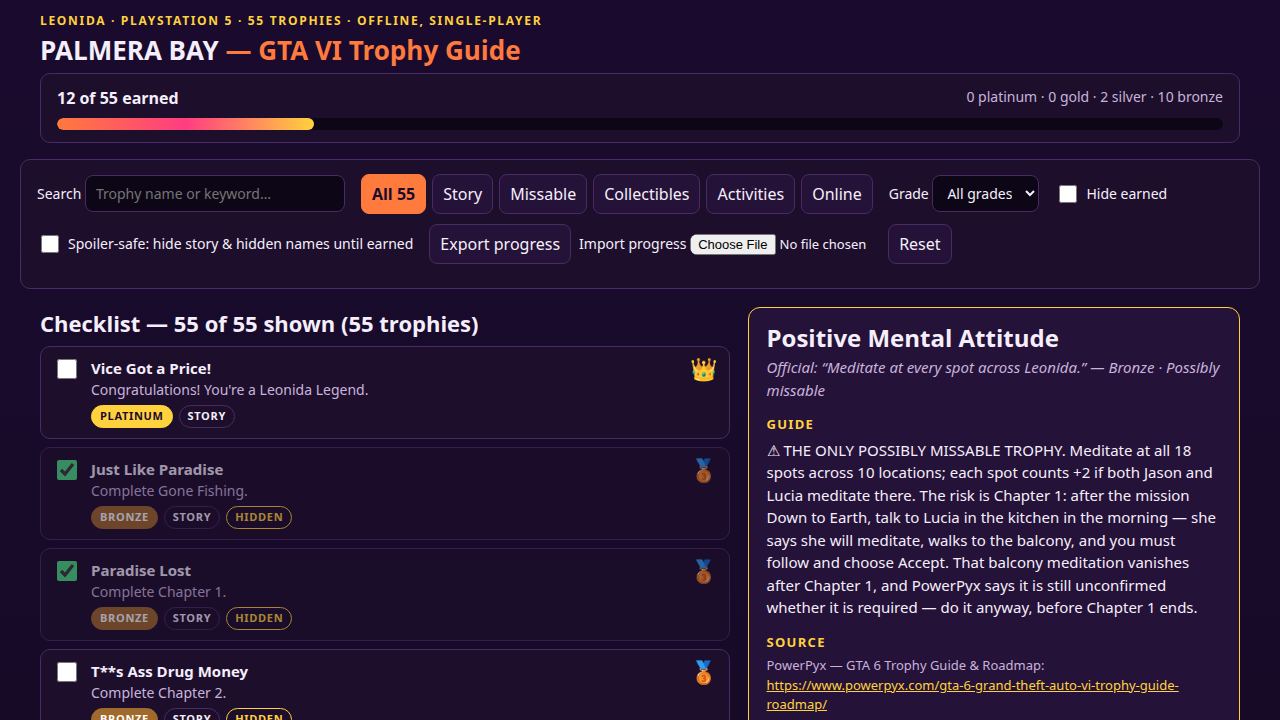 LEONIDA · PLAYSTATION 5 · 55 TROPHIES · OFFLINE, SINGLE-PLAYER
PALMERA BAY — GTA VI Trophy Guide
12 of 55 earned
0 platinum · 0 gold · 2 silver · 10 bronze
Search Trophy name or keyword... All 55 Story Missable Collectibles Activities Online Grade All grades Hide earned
Spoiler-safe: hide story & hidden names until earned Export progress Import progress Choose File No file chosen Reset
Checklist — 55 of 55 shown (55 trophies)
Vice Got a Price!
Congratulations! You're a Leonida Legend.
PLATINUM STORY
Just Like Paradise
Complete Gone Fishing.
BRONZE STORY HIDDEN
Paradise Lost
Complete Chapter 1.
BRONZE STORY HIDDEN
T**s Ass Drug Money
Complete Chapter 2.
BRONZE STORY HIDDEN
Positive Mental Attitude
Official: “Meditate at every spot across Leonida.” — Bronze · Possibly
missable
GUIDE
⚠ THE ONLY POSSIBLY MISSABLE TROPHY. Meditate at all 18
spots across 10 locations; each spot counts +2 if both Jason and
Lucia meditate there. The risk is Chapter 1: after the mission
Down to Earth, talk to Lucia in the kitchen in the morning — she
says she will meditate, walks to the balcony, and you must
follow and choose Accept. That balcony meditation vanishes
after Chapter 1, and PowerPyx says it is still unconfirmed
whether it is required — do it anyway, before Chapter 1 ends.
SOURCE
PowerPyx — GTA 6 Trophy Guide & Roadmap:
https://www.powerpyx.com/gta-6-grand-theft-auto-vi-trophy-guide-
roadmap/